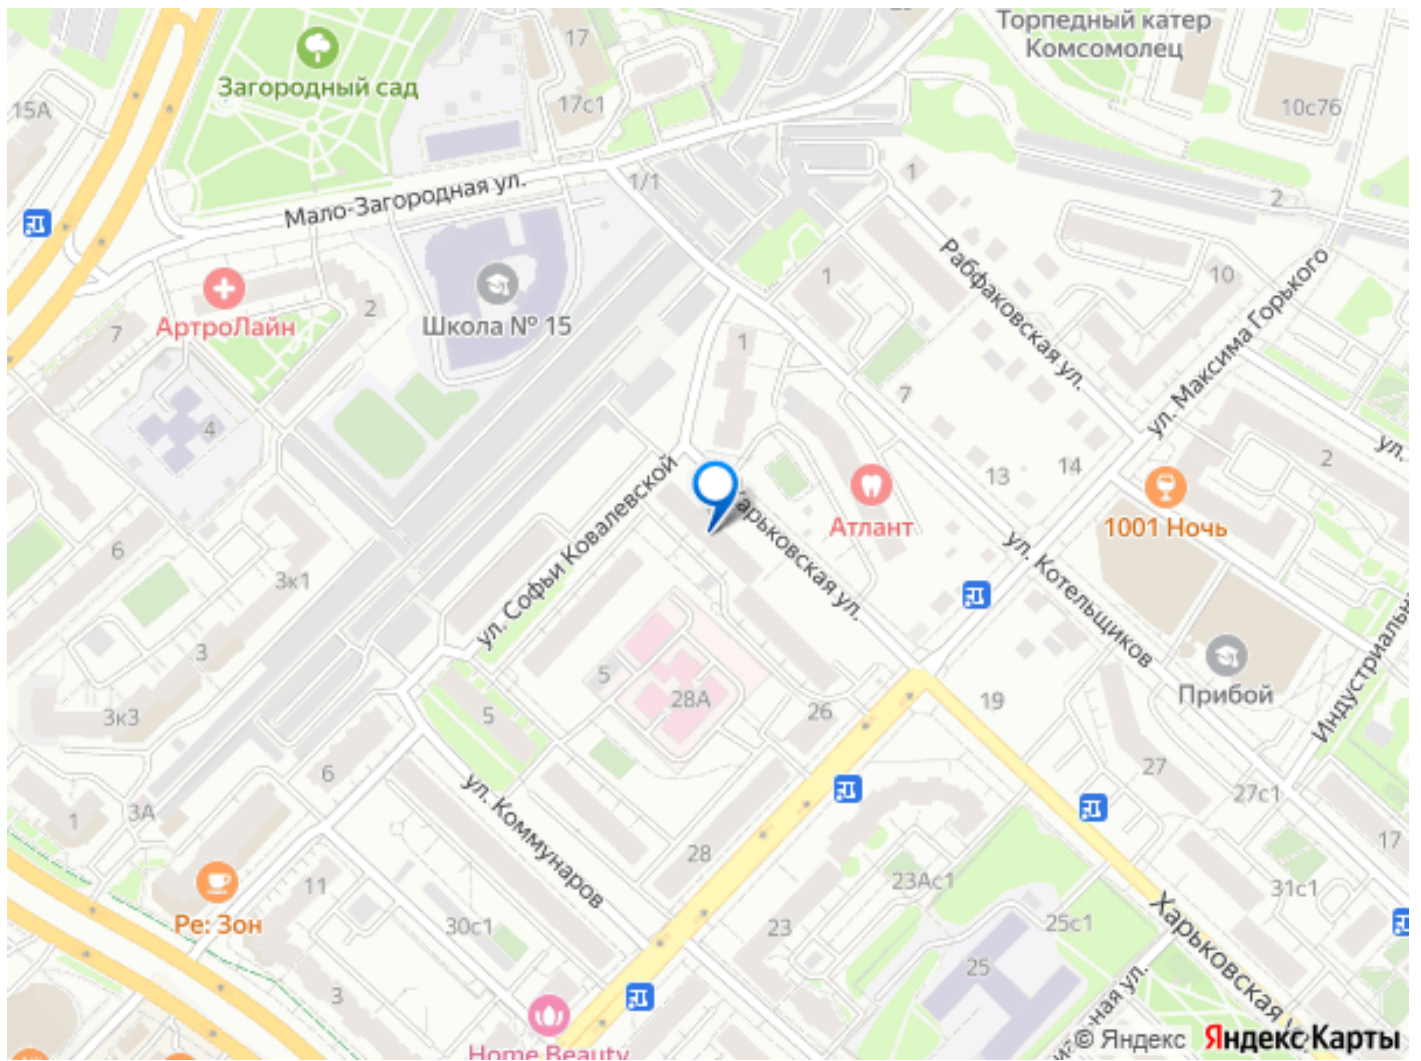 Торпедный катер
Комсомолец
17
Загородный сад
17с1
10с7б
15А
1/1
1
2
Мало-Загородная ул.
Рабфаковская ул.
ул. Максима Горького
1
10
АртроЛайн
2
Школа № 15
7
1
7
ул.
4
2
13
14
Атлант
1001 Ночь
Харьковская ул.
ул. Софьи Ковалевской
ул. Котельщиков
6
3к1
3
5
28А
Прибой
Индустриальн
3к3
5
26
19
6
27
27с1
1
3А
ул. Коммунаров
28
17
23Ас1
31с1
11
Ре: Зон
30с1
23
25с1
Харьковская у
25
3
ная ул.
Home Beauty
© Яндекс Яндекс Карты